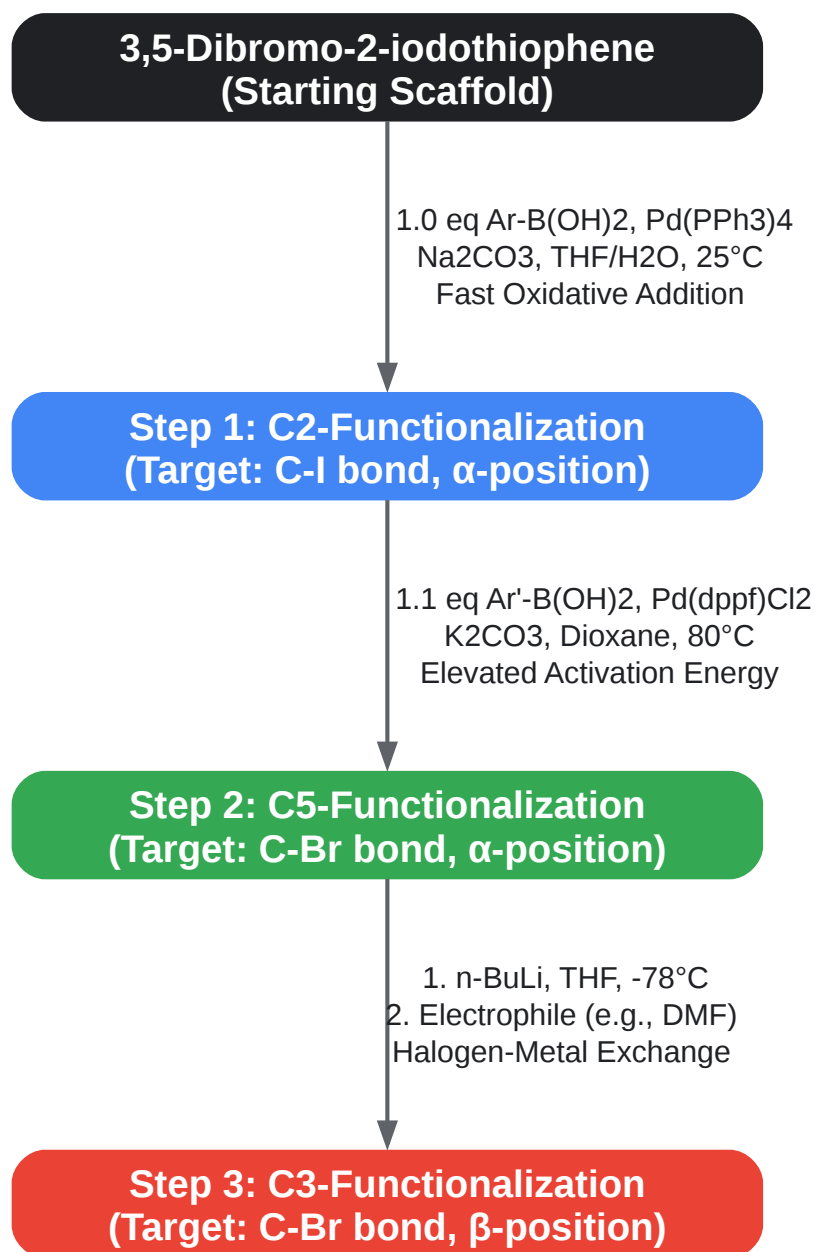 3,5-Dibromo-2-iodothiophene
(Starting Scaffold)
1.0 eq Ar-B(OH)2, Pd(PPh3)4
Na2CO3, THF/H2O, 25°C
Fast Oxidative Addition
Step 1: C2-Functionalization
(Target: C-I bond, α-position)
1.1 eq Ar'-B(OH)2, Pd(dppf)Cl2
K2CO3, Dioxane, 80°C
Elevated Activation Energy
Step 2: C5-Functionalization
(Target: C-Br bond, α-position)
1. n-BuLi, THF, -78°C
2. Electrophile (e.g., DMF)
Halogen-Metal Exchange
Step 3: C3-Functionalization
(Target: C-Br bond, β-position)